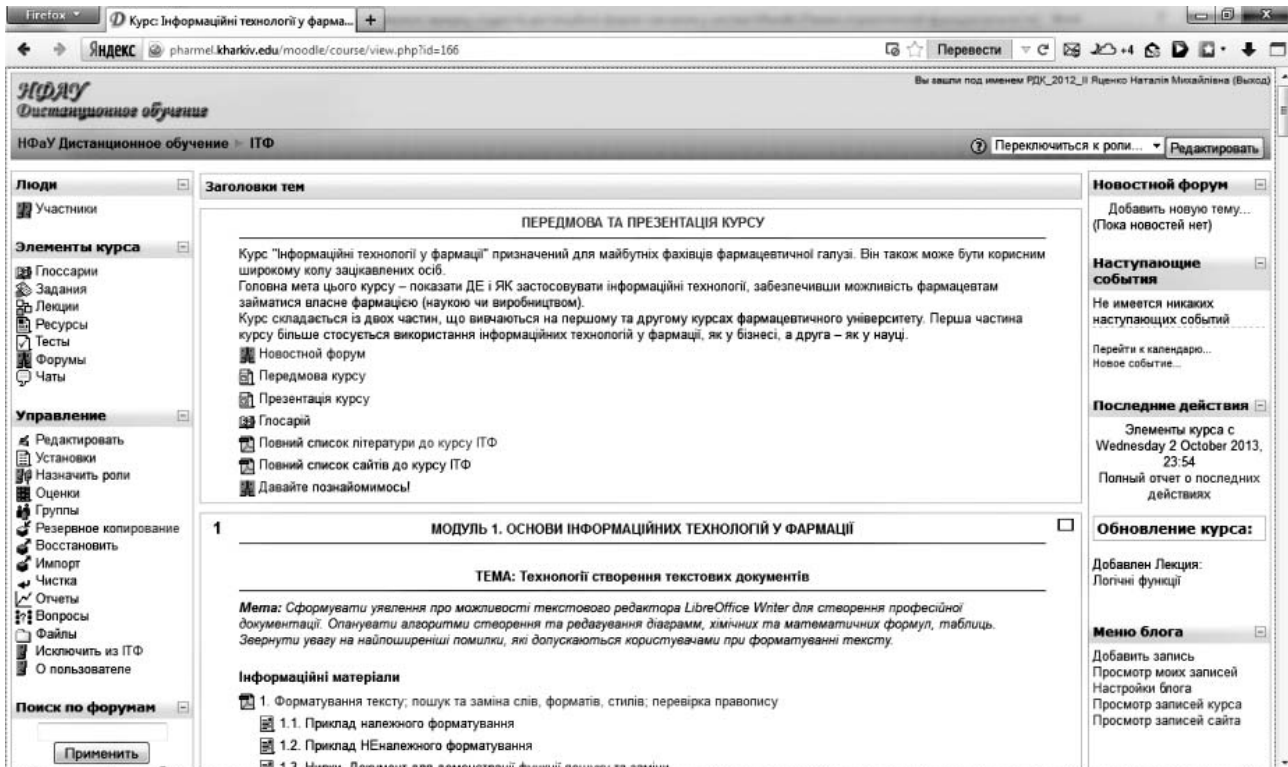 Firefox
Курс: Інформаційні технології у фарма...
Яндекс
pharmel.kharkiv.edu/moodle/course/view.php?id=166
Перевести
+4
НФАУ
Дистанционное обучение
Вы зашли под именем РДК_2012_II Яценко Наталія Михайлівна (Выход)
НФаУ Дистанционное обучение ► ІТФ
Переключиться к роли...
Редактировать
Люди
Участники
Элементы курса
Глоссарии
Задания
Лекции
Ресурсы
Тесты
Форумы
Чаты
Управление
Редактировать
Установки
Назначить роли
Оценки
Группы
Резервное копирование
Восстановить
Импорт
Чистка
Отчеты
Вопросы
Файлы
Исключить из ІТФ
О пользователе
Поиск по форумам
Применить
Заголовки тем
ПЕРЕДМОВА ТА ПРЕЗЕНТАЦІЯ КУРСУ
Курс "Інформаційні технології у фармації" призначений для майбутніх фахівців фармацевтичної галузі. Він також може бути корисним
широкому колу зацікавлених осіб.
Головна мета цього курсу – показати ДЕ і ЯК застосовувати інформаційні технології, забезпечивши можливість фармацевтам
займатися власне фармацією (наукою чи виробництвом).
Курс складається із двох частин, що вивчаються на першому та другому курсах фармацевтичного університету. Перша частина
курсу більше стосується використання інформаційних технологій у фармації, як у бізнесі, а друга – як у науці.
Новостной форум
Передмова курсу
Презентація курсу
Глосарій
Повний список літератури до курсу ІТФ
Повний список сайтів до курсу ІТФ
Давайте познайомимось!
1
МОДУЛЬ 1. ОСНОВИ ІНФОРМАЦІЙНИХ ТЕХНОЛОГІЙ У ФАРМАЦІЇ
ТЕМА: Технології створення текстових документів
Мета: Сформувати уявлення про можливості текстового редактора LibreOffice Writer для створення професійної
документації. Опанувати алгоритми створення та редагування діаграмм, хімічних та математичних формул, таблиць.
Звернути увагу на найпоширеніші помилки, які допускаються користувачами при форматуванні тексту.
Інформаційні матеріали
1. Форматування тексту; пошук та заміна слів, форматів, стилів; перевірка правопису
1.1. Приклад належного форматування
1.2. Приклад НЕналежного форматування
Новостной форум
Добавить новую тему...
(Пока новостей нет)
Наступающие
события
Не имеется никаких
наступающих событий
Перейти к календарю...
Новое событие...
Последние действия
Элементы курса с
Wednesday 2 October 2013,
23:54
Полный отчет о последних
действиях
Обновление курса:
Добавлен Лекция:
Логічні функції
Меню блога
Добавить запись
Просмотр моих записей
Настройки блога
Просмотр записей курса
Просмотр записей сайта